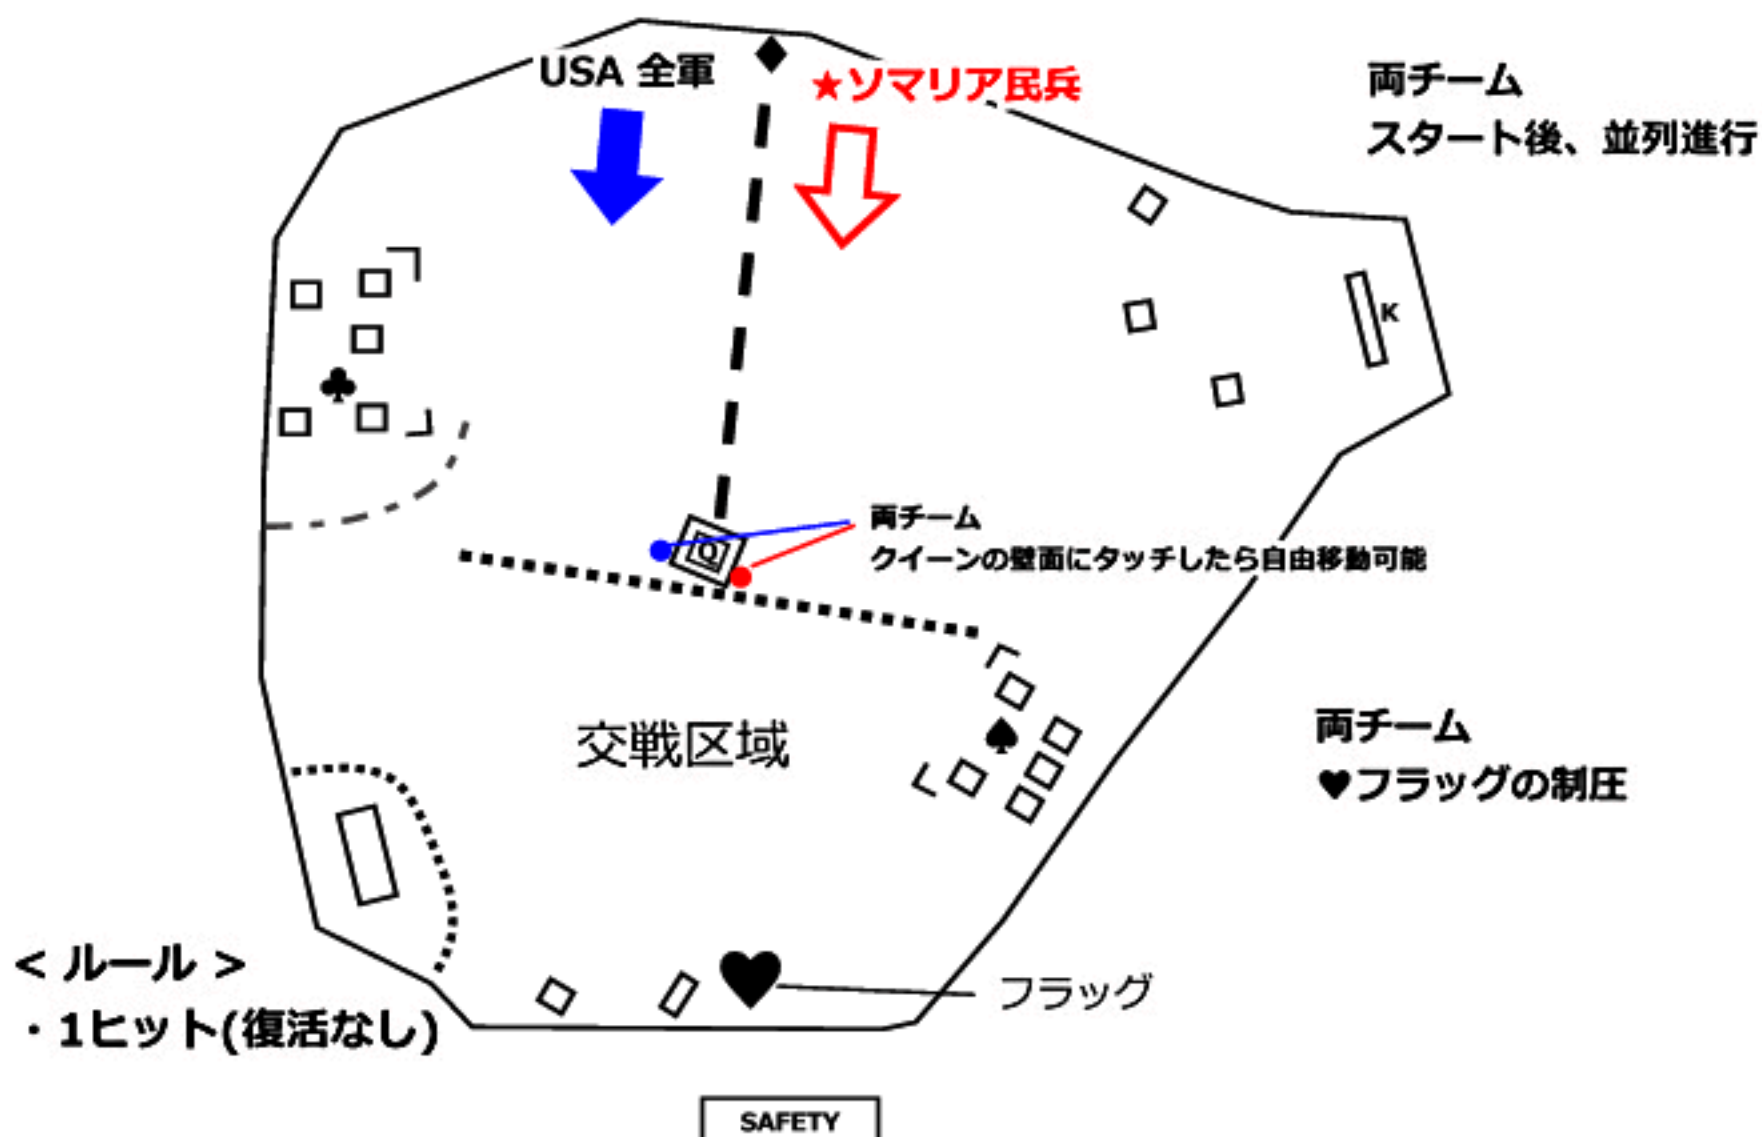 USA 全軍
★ソマリア民兵
両チーム
スタート後、並列進行
K
両チーム
クイーンの壁面にタッチしたら自由移動可能
Q
交戦区域
両チーム
♥フラッグの制圧
< ルール >
・1ヒット(復活なし)
フラッグ
SAFETY